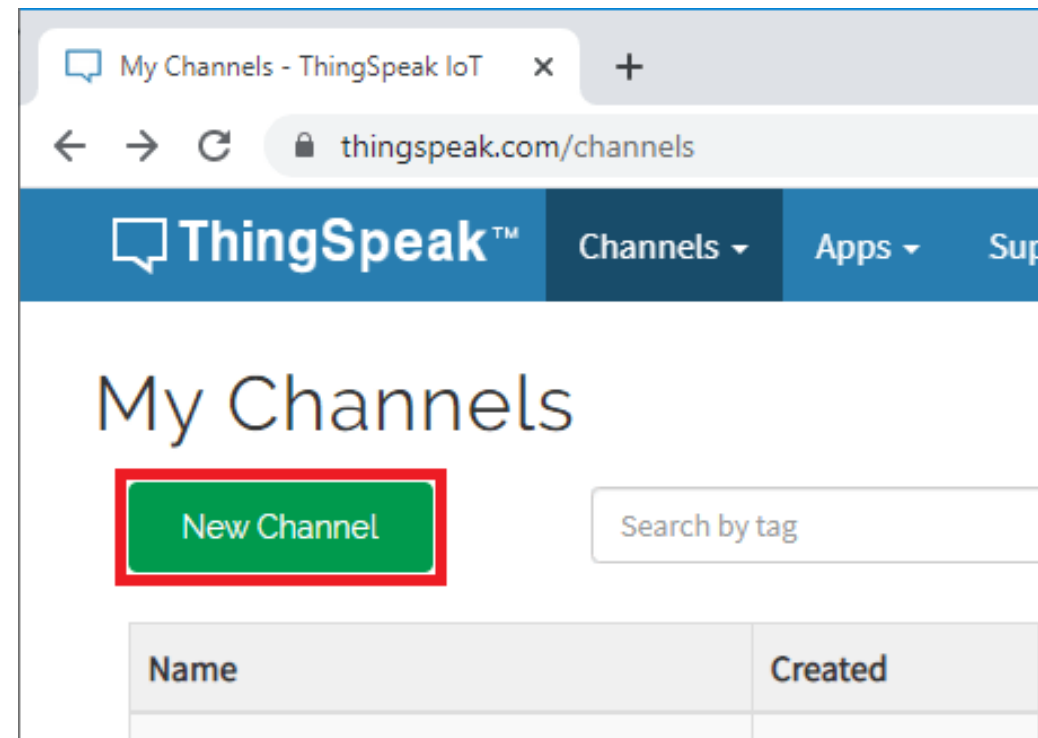 My Channels - ThingSpeak IoT
thingspeak.com/channels
ThingSpeak™ Channels Apps Sup
My Channels
New Channel Search by tag
Name Created